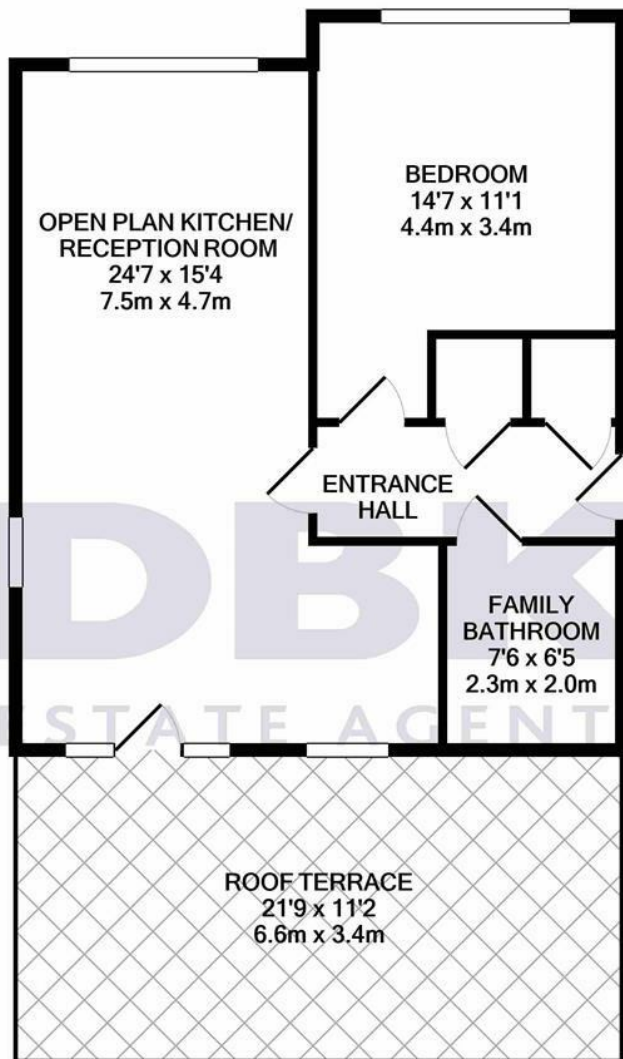 BEDROOM
14'7 x 11'1
4.4m x 3.4m
OPEN PLAN KITCHEN/
RECEPTION ROOM
24'7 x 15'4
7.5m x 4.7m
ENTRANCE
HALL
DBK
ESTATE AGENT
FAMILY
BATHROOM
7'6 x 6'5
2.3m x 2.0m
ROOF TERRACE
21'9 x 11'2
6.6m x 3.4m